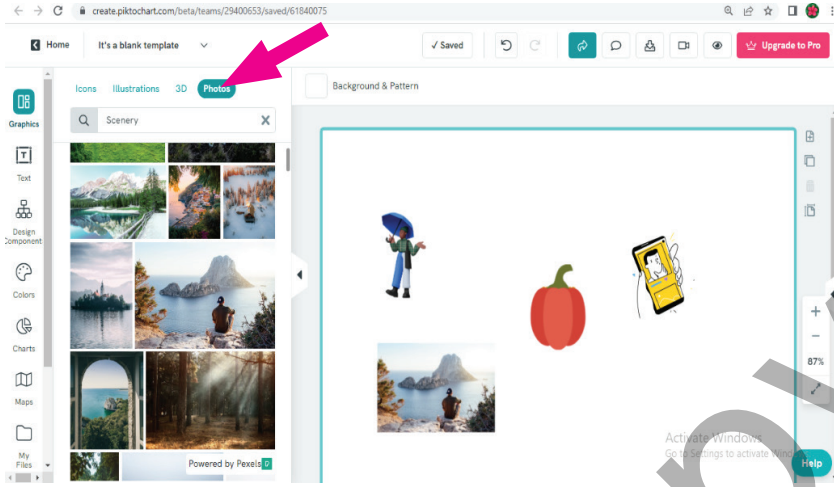 create.piktochart.com/beta/teams/29400653/saved/61840075
Home It's a blank template
✓ Saved
Upgrade to Pro
Icons Illustrations 3D Photos
Background & Pattern
Scenery
Graphics
Text
Design
Component
Colors
Charts
Maps
My
Files
Powered by Pexels
87%
Activate Windows
Go to Settings to activate Wind
Help